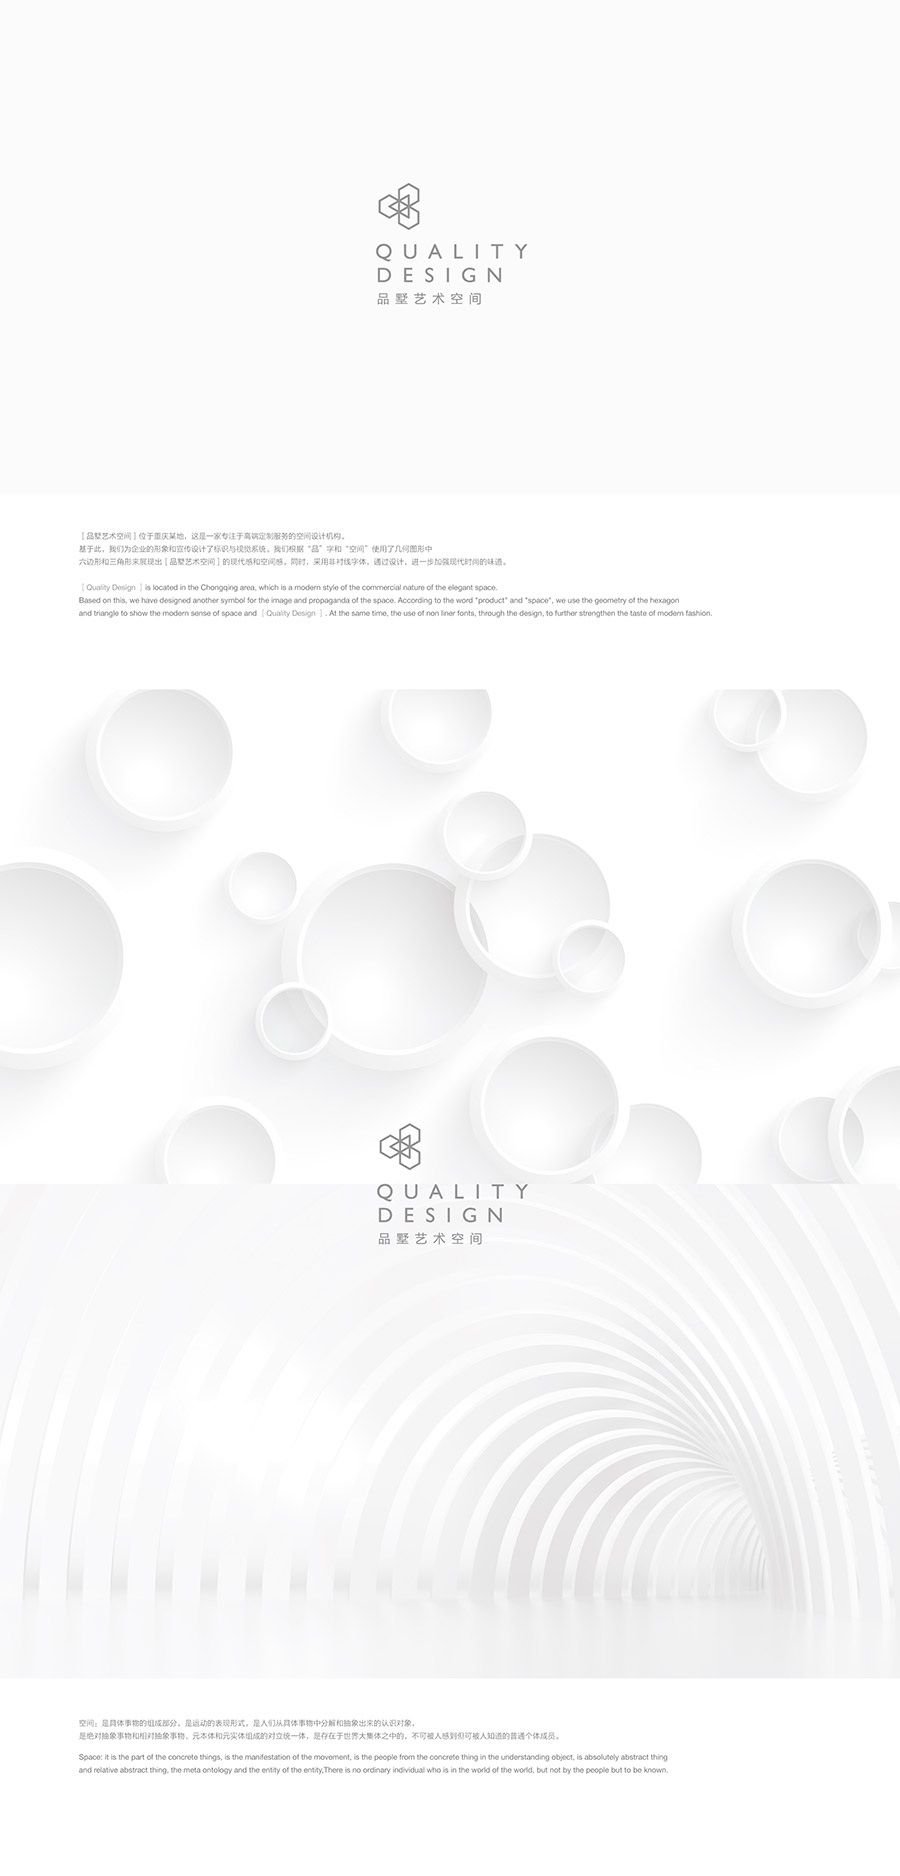 QUALITY
DESIGN
品墅艺术空间
［品墅艺术空间］位于重庆某地，这是一家专注于高端定制服务的空间设计机构。
基于此，我们为企业的形象和宣传设计了标识与视觉系统。我们根据“品”字和“空间”使用了几何图形中
六边形和三角形来展现出［品墅艺术空间］的现代感和空间感。同时，采用非衬线字体，通过设计，进一步加强现代时尚的味道。
［Quality Design ］is located in the Chongqing area, which is a modern style of the commercial nature of the elegant space.
Based on this, we have designed another symbol for the image and propaganda of the space. According to the word "product" and "space", we use the geometry of the hexagon
and triangle to show the modern sense of space and ［Quality Design ］. At the same time, the use of non liner fonts, through the design, to further strengthen the taste of modern fashion.
QUALITY
DESIGN
品墅艺术空间
空间：是具体事物的组成部分，是运动的表现形式，是人们从具体事物中分解和抽象出来的认识对象，
是绝对抽象事物和相对抽象事物、元本体和元实体组成的对立统一体，是存在于世界大集体之中的，不可被人感到但可被人知道的普通个体成员。
Space: it is the part of the concrete things, is the manifestation of the movement, is the people from the concrete thing in the understanding object, is absolutely abstract thing
and relative abstract thing, the meta ontology and the entity of the entity,There is no ordinary individual who is in the world of the world, but not by the people but to be known.